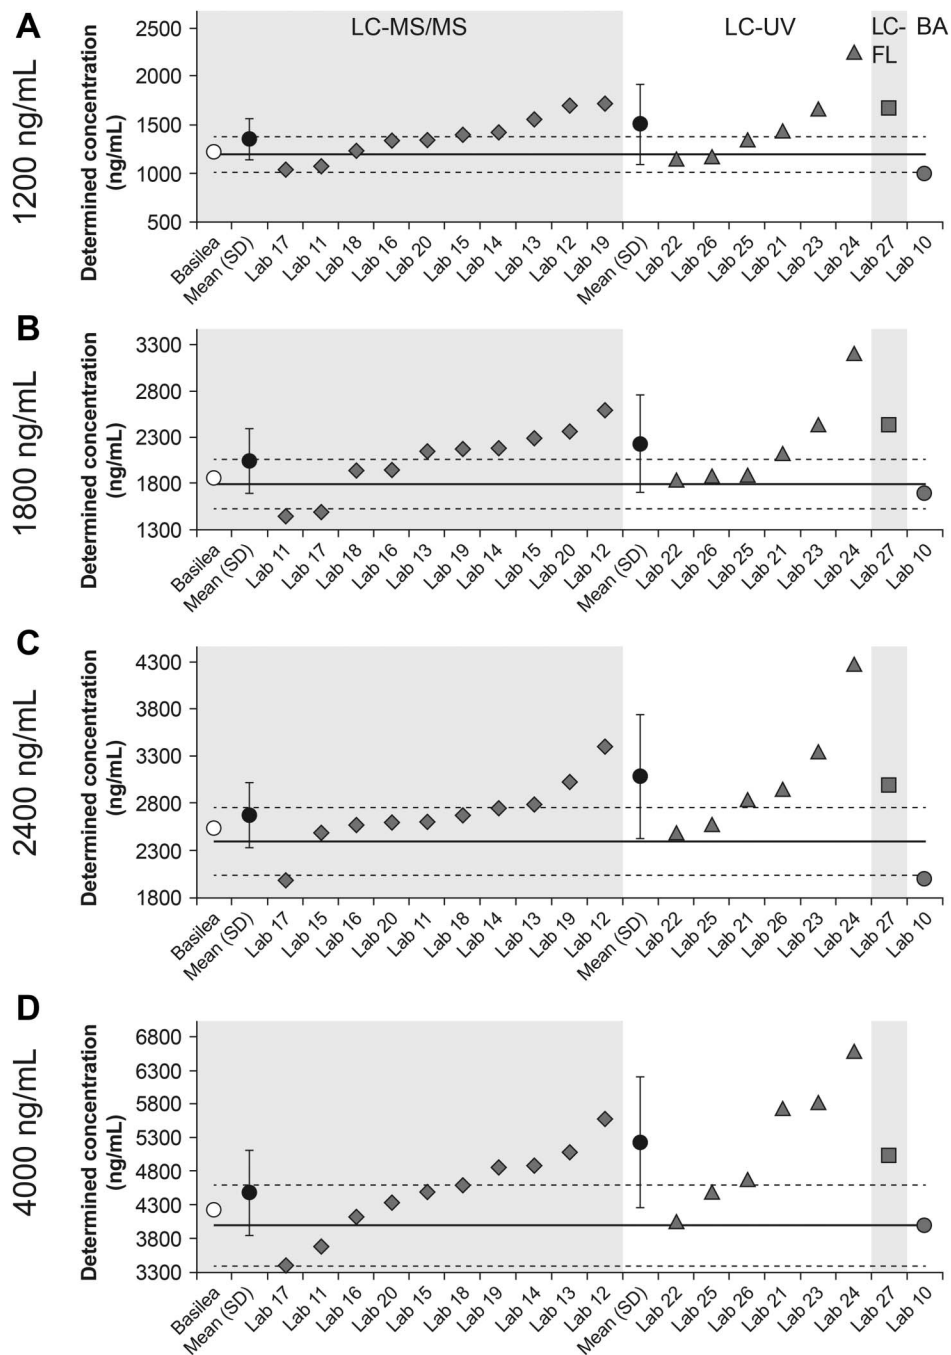 A
LC-MS/MS
LC-UV
LC-FL
BA
1200 ng/mL
Determined concentration
(ng/mL)
2500
2000
1500
1000
500
Basilea
Mean (SD)
Lab 17
Lab 11
Lab 18
Lab 16
Lab 20
Lab 15
Lab 14
Lab 13
Lab 12
Lab 19
Mean (SD)
Lab 22
Lab 26
Lab 25
Lab 21
Lab 23
Lab 24
Lab 27
Lab 10
B
1800 ng/mL
Determined concentration
(ng/mL)
3300
2800
2300
1800
1300
Basilea
Mean (SD)
Lab 11
Lab 17
Lab 18
Lab 16
Lab 13
Lab 19
Lab 14
Lab 15
Lab 20
Lab 12
Mean (SD)
Lab 22
Lab 26
Lab 25
Lab 21
Lab 23
Lab 24
Lab 27
Lab 10
C
2400 ng/mL
Determined concentration
(ng/mL)
4300
3800
3300
2800
2300
1800
Basilea
Mean (SD)
Lab 17
Lab 15
Lab 16
Lab 20
Lab 11
Lab 18
Lab 14
Lab 13
Lab 19
Lab 12
Mean (SD)
Lab 22
Lab 25
Lab 21
Lab 26
Lab 23
Lab 24
Lab 27
Lab 10
D
4000 ng/mL
Determined concentration
(ng/mL)
6800
6300
5800
5300
4800
4300
3800
3300
Basilea
Mean (SD)
Lab 17
Lab 11
Lab 16
Lab 20
Lab 15
Lab 18
Lab 19
Lab 14
Lab 13
Lab 12
Mean (SD)
Lab 22
Lab 25
Lab 26
Lab 21
Lab 23
Lab 24
Lab 27
Lab 10